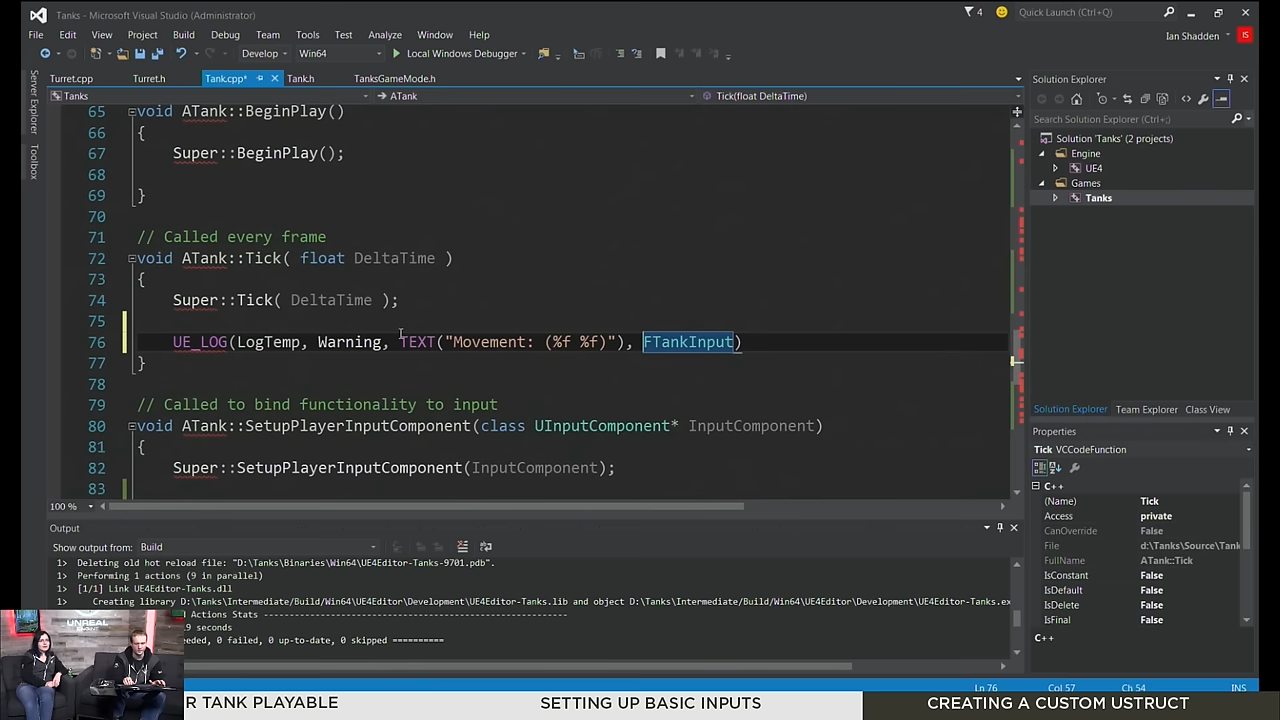 Tanks - Microsoft Visual Studio (Administrator)
4
Quick Launch (Ctrl+Q)
File Edit View Project Build Debug Team Tools Test Analyze Window Help
Ian Shadden
IS
Develop Win64 Local Windows Debugger
Server Explorer
Toolbox
Turret.cpp Turret.h Tank.cpp* Tank.h TanksGameMode.h
Tanks ATank Tick(float DeltaTime)
65 void ATank::BeginPlay()
66 {
67 Super::BeginPlay();
68
69 }
70
71 // Called every frame
72 void ATank::Tick( float DeltaTime )
73 {
74 Super::Tick( DeltaTime );
75
76 UE_LOG(LogTemp, Warning, TEXT("Movement: (%f %f)"), FTankInput)
77 }
78
79 // Called to bind functionality to input
80 void ATank::SetupPlayerInputComponent(class UInputComponent* InputComponent)
81 {
82 Super::SetupPlayerInputComponent(InputComponent);
83
100 %
Solution Explorer
Search Solution Explorer (Ctrl+;)
Solution 'Tanks' (2 projects)
Engine
UE4
Games
Tanks
Solution Explorer Team Explorer Class View
Properties
Tick VCCodeFunction
C++
(Name) Tick
Access private
CanOverride False
File d:\Tanks\Source\Tank
FullName ATank::Tick
IsConstant False
IsDefault False
IsDelete False
IsFinal False
C++
Output
Show output from: Build
1> Deleting old hot reload file: "D:\Tanks\Binaries\Win64\UE4Editor-Tanks-9701.pdb".
1> Performing 1 actions (9 in parallel)
1> [1/1] Link UE4Editor-Tanks.dll
1> Creating library D:\Tanks\Intermediate\Build\Win64\UE4Editor\Development\UE4Editor-Tanks.lib and object D:\Tanks\Intermediate\Build\Win64\UE4Editor\Development\UE4Editor-Tanks.ex
Actions Stats ----------
9 seconds
0 failed, 0 up-to-date, 0 skipped ==========
UNREAL
Ln 76 Col 57 Ch 54 INS
R TANK PLAYABLE
SETTING UP BASIC INPUTS
CREATING A CUSTOM USTRUCT